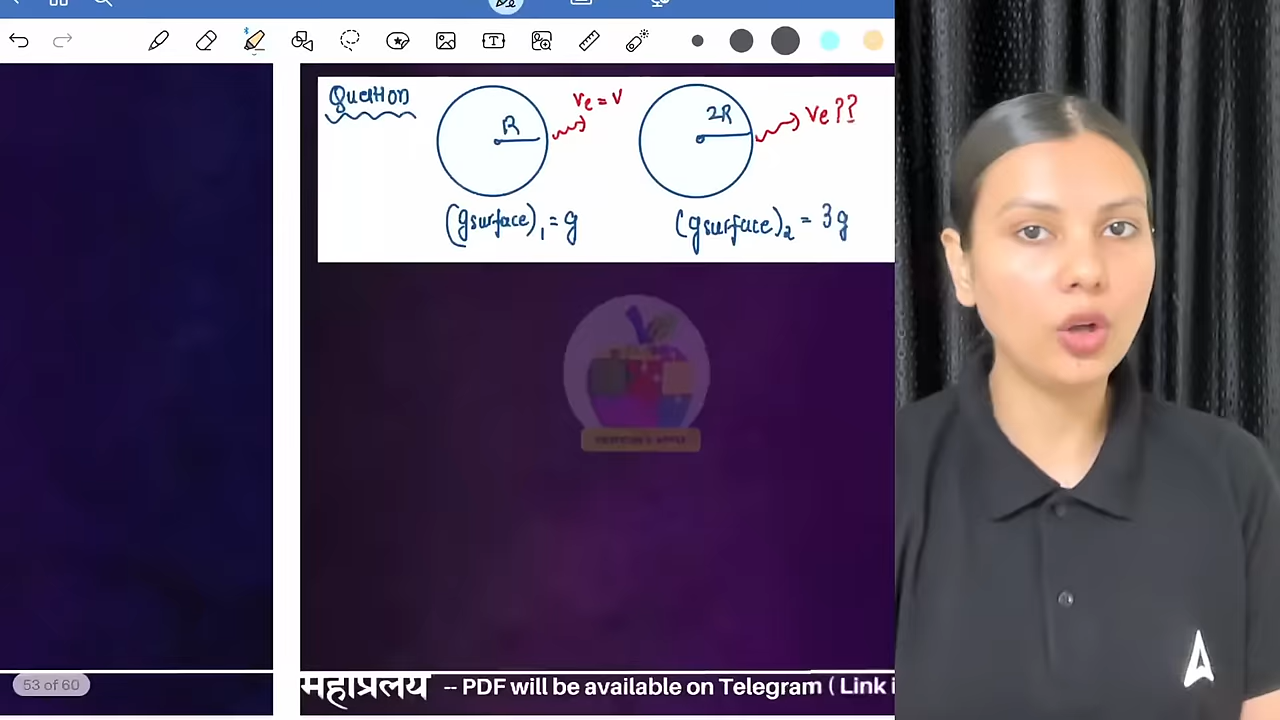 Question
R
ve = v
2R
ve??
(gsurface)₁ = g
(gsurface)₂ = 3g
53 of 60
महाप्रलय -- PDF will be available on Telegram ( Link i